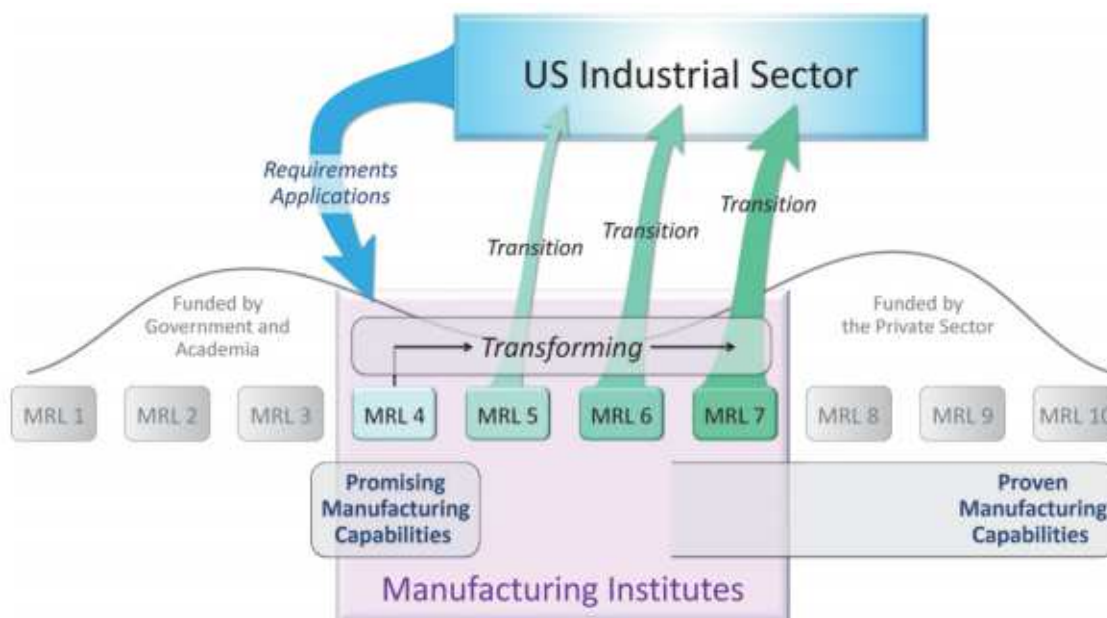 US Industrial Sector
Requirements
Applications
Transition
Transition
Transition
Funded by
Government and
Academia
Funded by
the Private Sector
Transforming
MRL 1
MRL 2
MRL 3
MRL 4
MRL 5
MRL 6
MRL 7
MRL 8
MRL 9
MRL 10
Promising
Manufacturing
Capabilities
Proven
Manufacturing
Capabilities
Manufacturing Institutes